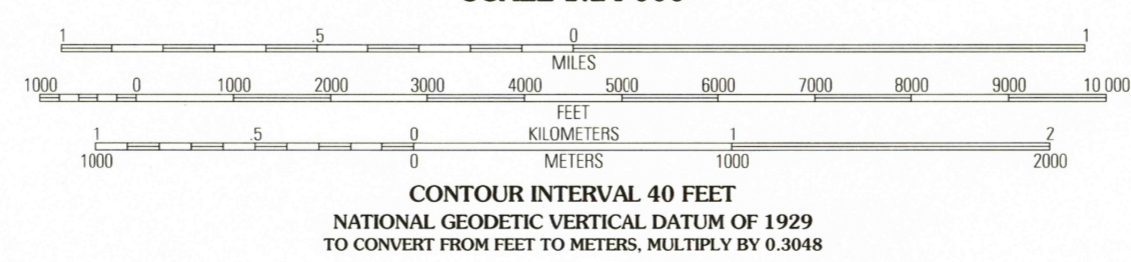 1 .5 0 1
MILES
1000 0 1000 2000 3000 4000 5000 6000 7000 8000 9000 10 000
FEET
1 .5 0 KILOMETERS 1 2
1000 0 METERS 1000 2000
CONTOUR INTERVAL 40 FEET
NATIONAL GEODETIC VERTICAL DATUM OF 1929
TO CONVERT FROM FEET TO METERS, MULTIPLY BY 0.3048